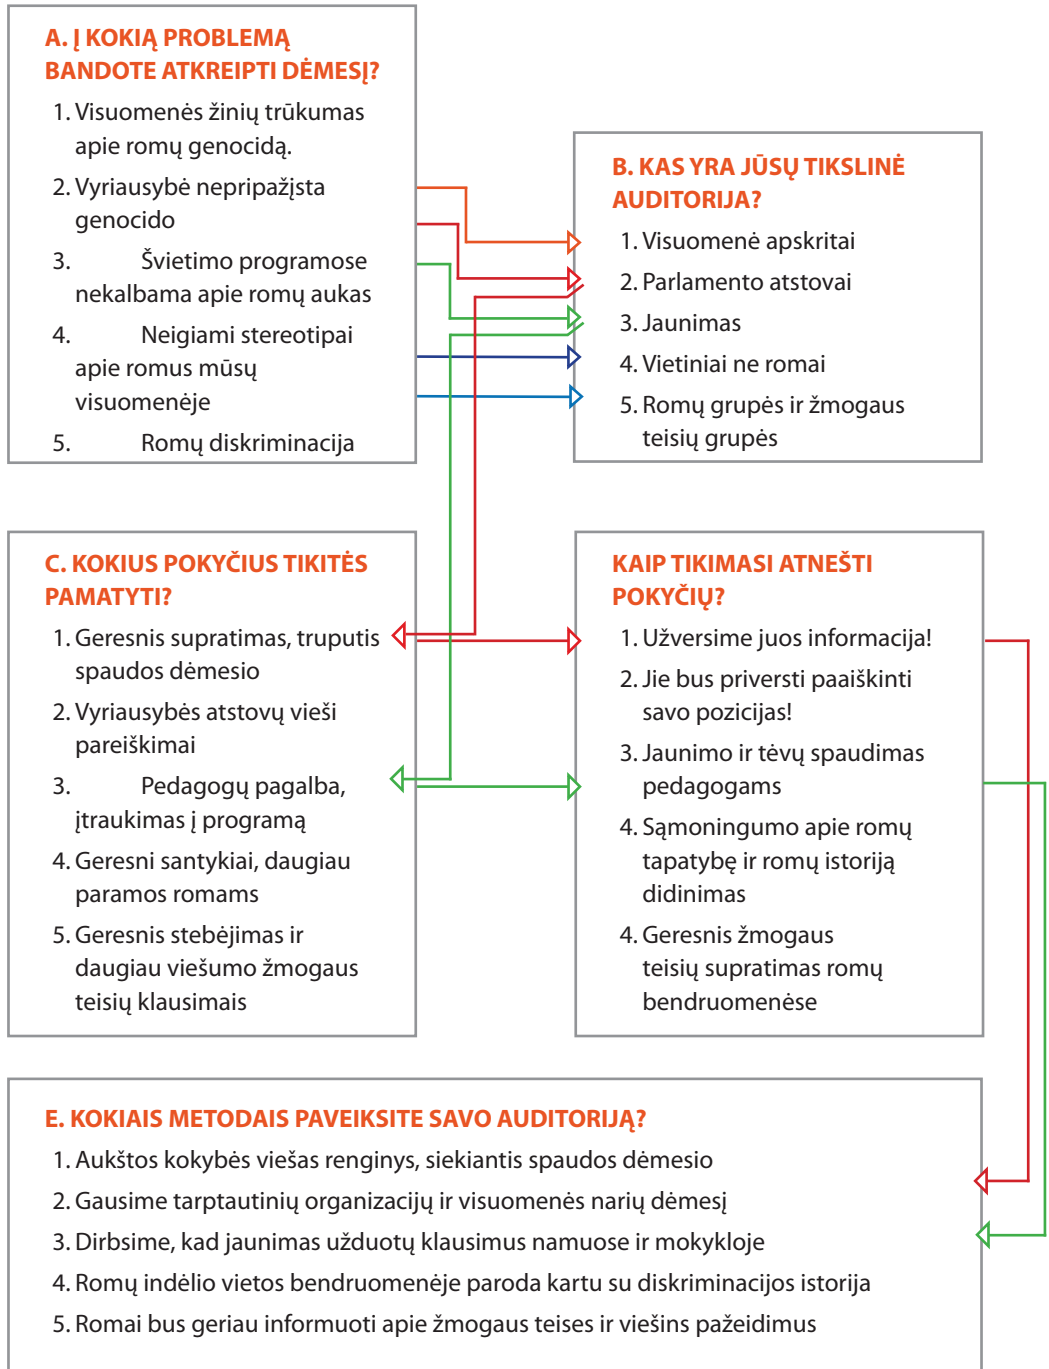 A. Į KOKIĄ PROBLEMĄ
BANDOTE ATKREIPTI DĖMESĮ?
1. Visuomenės žinių trūkumas
apie romų genocidą.
2. Vyriausybė nepripažįsta
genocido
3. Švietimo programose
nekalbama apie romų aukas
4. Neigiami stereotipai
apie romus mūsų
visuomenėje
5. Romų diskriminacija
B. KAS YRA JŪSŲ TIKSLINĖ
AUDITORIJA?
1. Visuomenė apskritai
2. Parlamento atstovai
3. Jaunimas
4. Vietiniai ne romai
5. Romų grupės ir žmogaus
teisių grupės
C. KOKIUS POKYČIUS TIKITĖS
PAMATYTI?
1. Geresnis supratimas, truputis
spaudos dėmesio
2. Vyriausybės atstovų vieši
pareiškimai
3. Pedagogų pagalba,
įtraukimas į programą
4. Geresni santykiai, daugiau
paramos romams
5. Geresnis stebėjimas ir
daugiau viešumo žmogaus
teisių klausimais
KAIP TIKIMASI ATNEŠTI
POKYČIŲ?
1. Užversime juos informacija!
2. Jie bus priversti paaiškinti
savo pozicijas!
3. Jaunimo ir tėvų spaudimas
pedagogams
4. Sąmoningumo apie romų
tapatybę ir romų istoriją
didinimas
4. Geresnis žmogaus
teisių supratimas romų
bendruomenėse
E. KOKIAIS METODAIS PAVEIKSITE SAVO AUDITORIJĄ?
1. Aukštos kokybės viešas renginys, siekiantis spaudos dėmesio
2. Gausime tarptautinių organizacijų ir visuomenės narių dėmesį
3. Dirbsime, kad jauninas užduotų klausimus namuose ir mokykloje
4. Romų indėlio vietos bendruomenėje paroda kartu su diskriminacijos istorija
5. Romai bus geriau informuoti apie žmogaus teises ir viešins pažeidimus